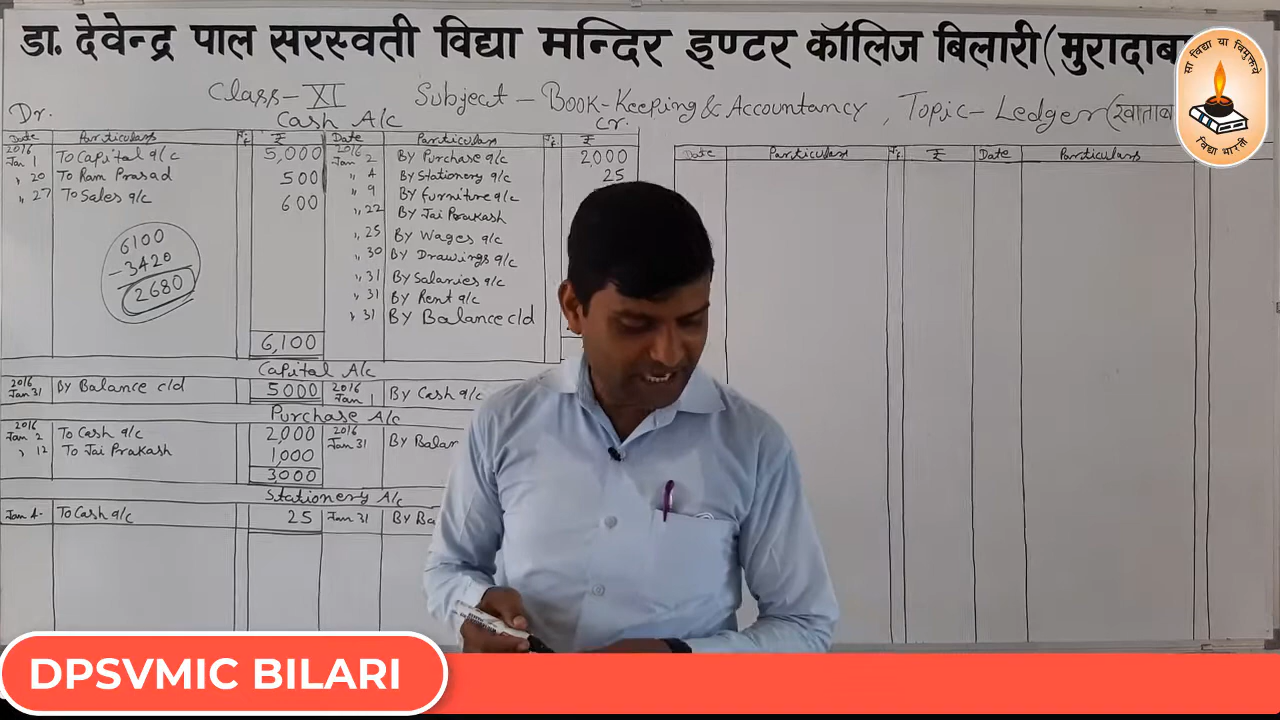 डा. देवेन्द्र पाल सरस्वती विद्या मन्दिर इण्टर कॉलिज बिलारी (मुरादाबा
सा विद्या या विमुक्तये
विद्या भारती
Class-XI Subject - Book-Keeping & Accountancy, Topic - Ledger (खाताब
Dr. Cash A/c Cr.
Date Particulars J.F. ₹ Date Particulars J.F. ₹
2016 Jan 1 To Capital a/c 5,000 2016 Jan 2 By Purchase a/c 2000
" 20 To Ram Prasad 500 " 4 By Stationery a/c 25
" 27 To Sales a/c 600 " 9 By Furniture a/c
" 22 By Jai Prakash
" 25 By Wages a/c
" 30 By Drawings a/c
" 31 By Salaries a/c
" 31 By Rent a/c
" 31 By Balance c/d
6100
-3420
2680
6,100
Capital A/c
2016 Jan 31 By Balance c/d 5000 2016 Jan 1 By Cash a/c
Purchase A/c
2016 Jan 2 To Cash a/c 2,000 2016 Jan 31 By Balan
" 12 To Jai Prakash 1,000
3000
Stationery A/c
Jan 4- To Cash a/c 25 Jan 31 By Ba
Date Particulars J.F. ₹ Date Particulars
DPSVMIC BILARI